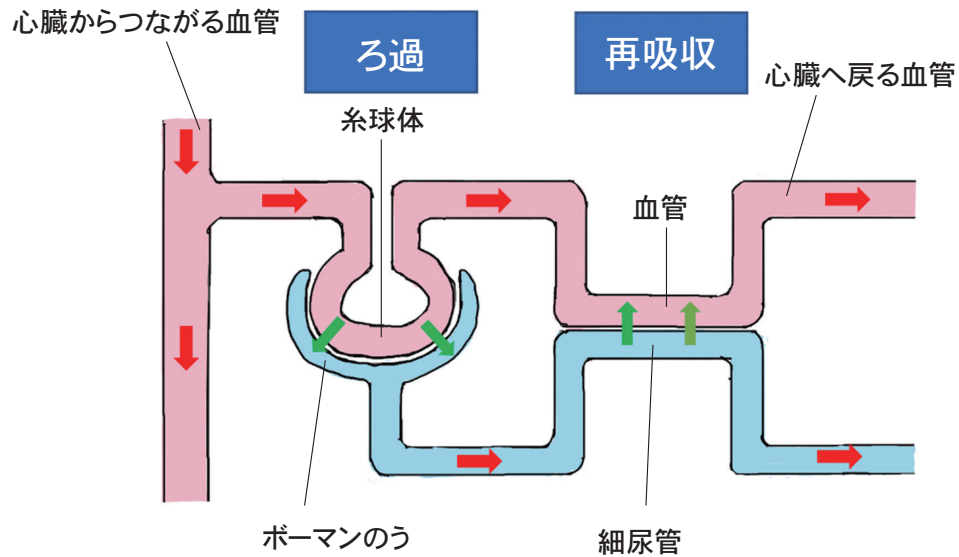 心臓からつながる血管
ろ過
再吸収
心臓へ戻る血管
糸球体
血管
ボーマンのう
細尿管